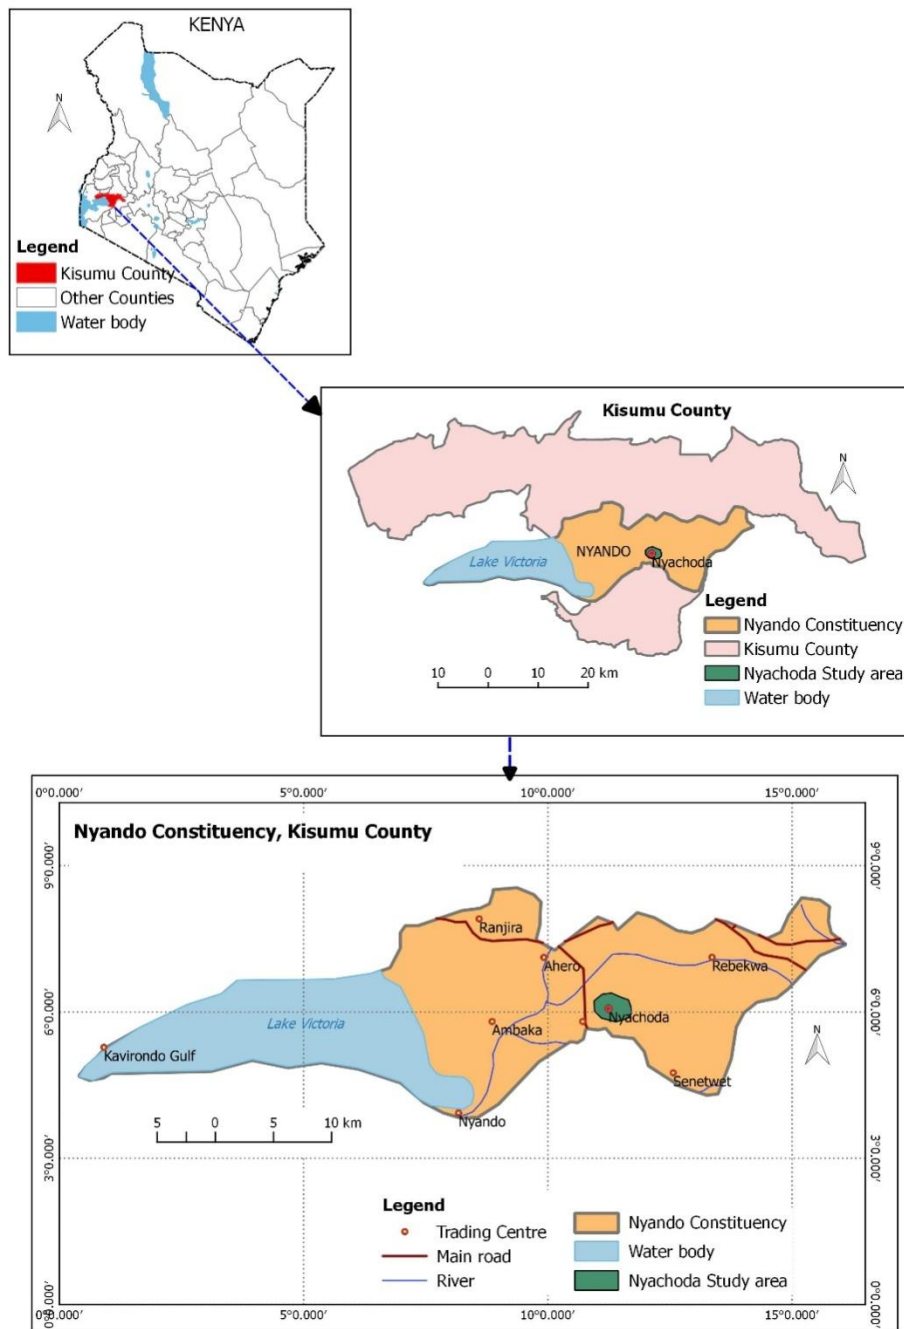 KENYA
N
Legend
Kisumu County
Other Counties
Water body
Kisumu County
N
NYANDO
Nyachoda
Lake Victoria
Legend
Nyando Constituency
Kisumu County
Nyachoda Study area
Water body
10 0 10 20 km
0°0.000' 5°0.000' 10°0.000' 15°0.000'
Nyando Constituency, Kisumu County
9°0.000' 9°0.000'
Ranjira
Ahero
Rebekwa
6°0.000' 6°0.000'
Lake Victoria
Ambaka
Nyachoda
N
Kavirondo Gulf
Senetwet
Nyando
5 0 5 10 km
3°0.000' 3°0.000'
Legend
Trading Centre
Main road
River
Nyando Constituency
Water body
Nyachoda Study area
0°0.000' 0°0.000'
0°0.000' 5°0.000' 10°0.000' 15°0.000'